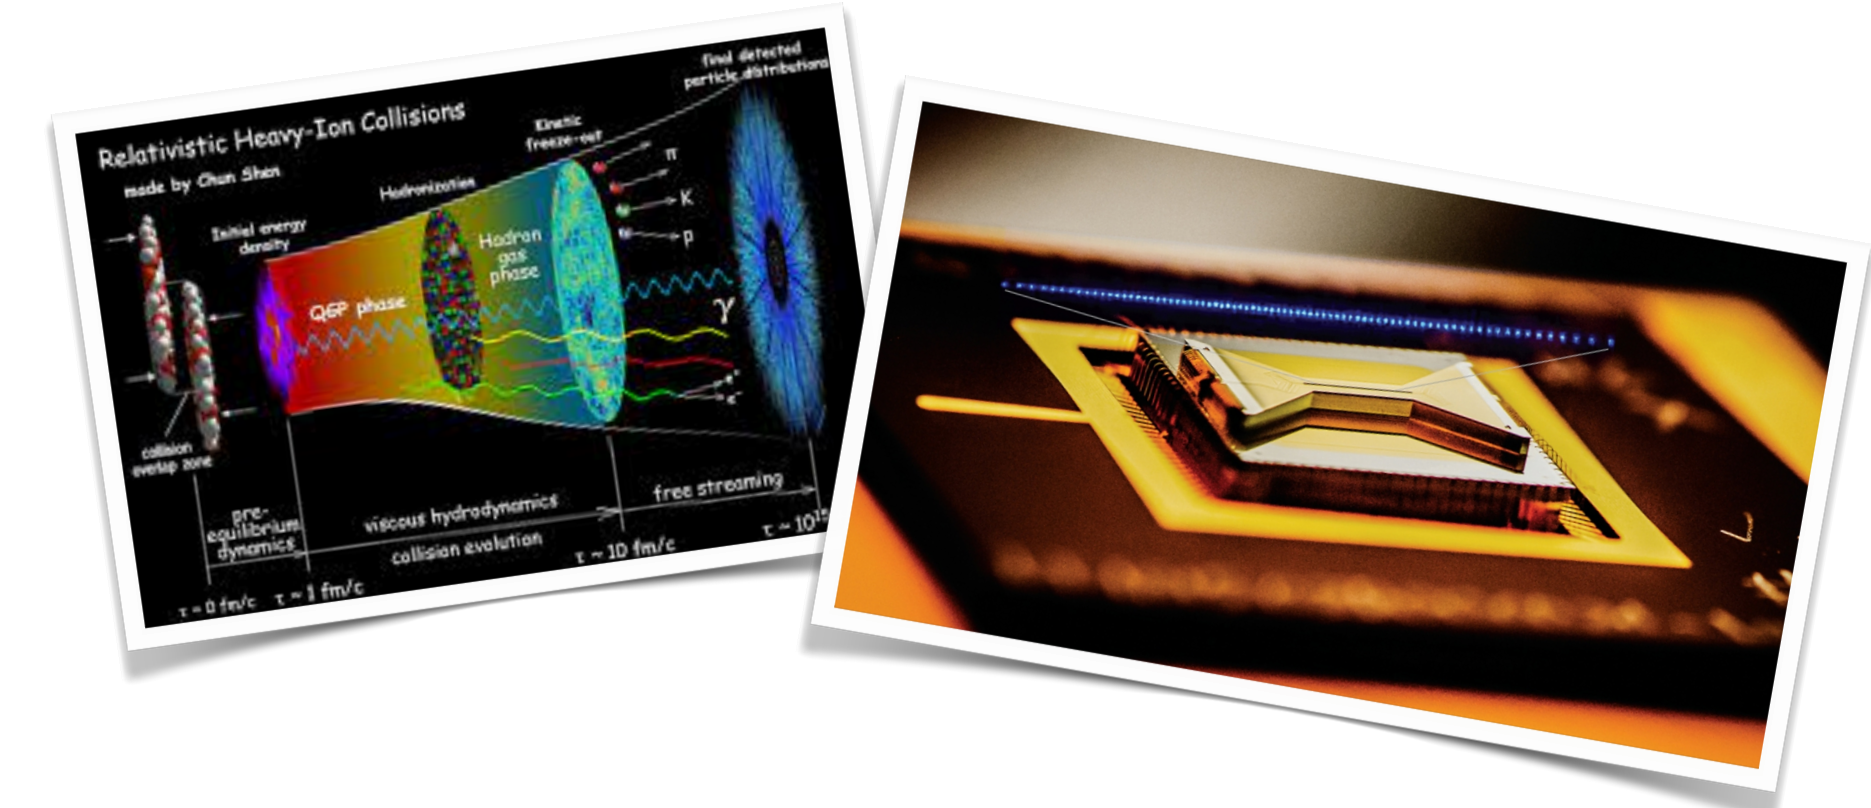 Relativistic Heavy-Ion Collisions
made by Chun Shen
final detected
particle distributions
Kinetic
freeze-out
Hadronization
Initial energy
density
π
K
p
Hadron
gas
phase
QGP phase
γ
collision
overlap zone
pre-
equilibrium
dynamics
viscous hydrodynamics
free streaming
collision evolution
τ ~ 0 fm/c
τ ~ 1 fm/c
τ ~ 10 fm/c
τ ~ 10¹⁵